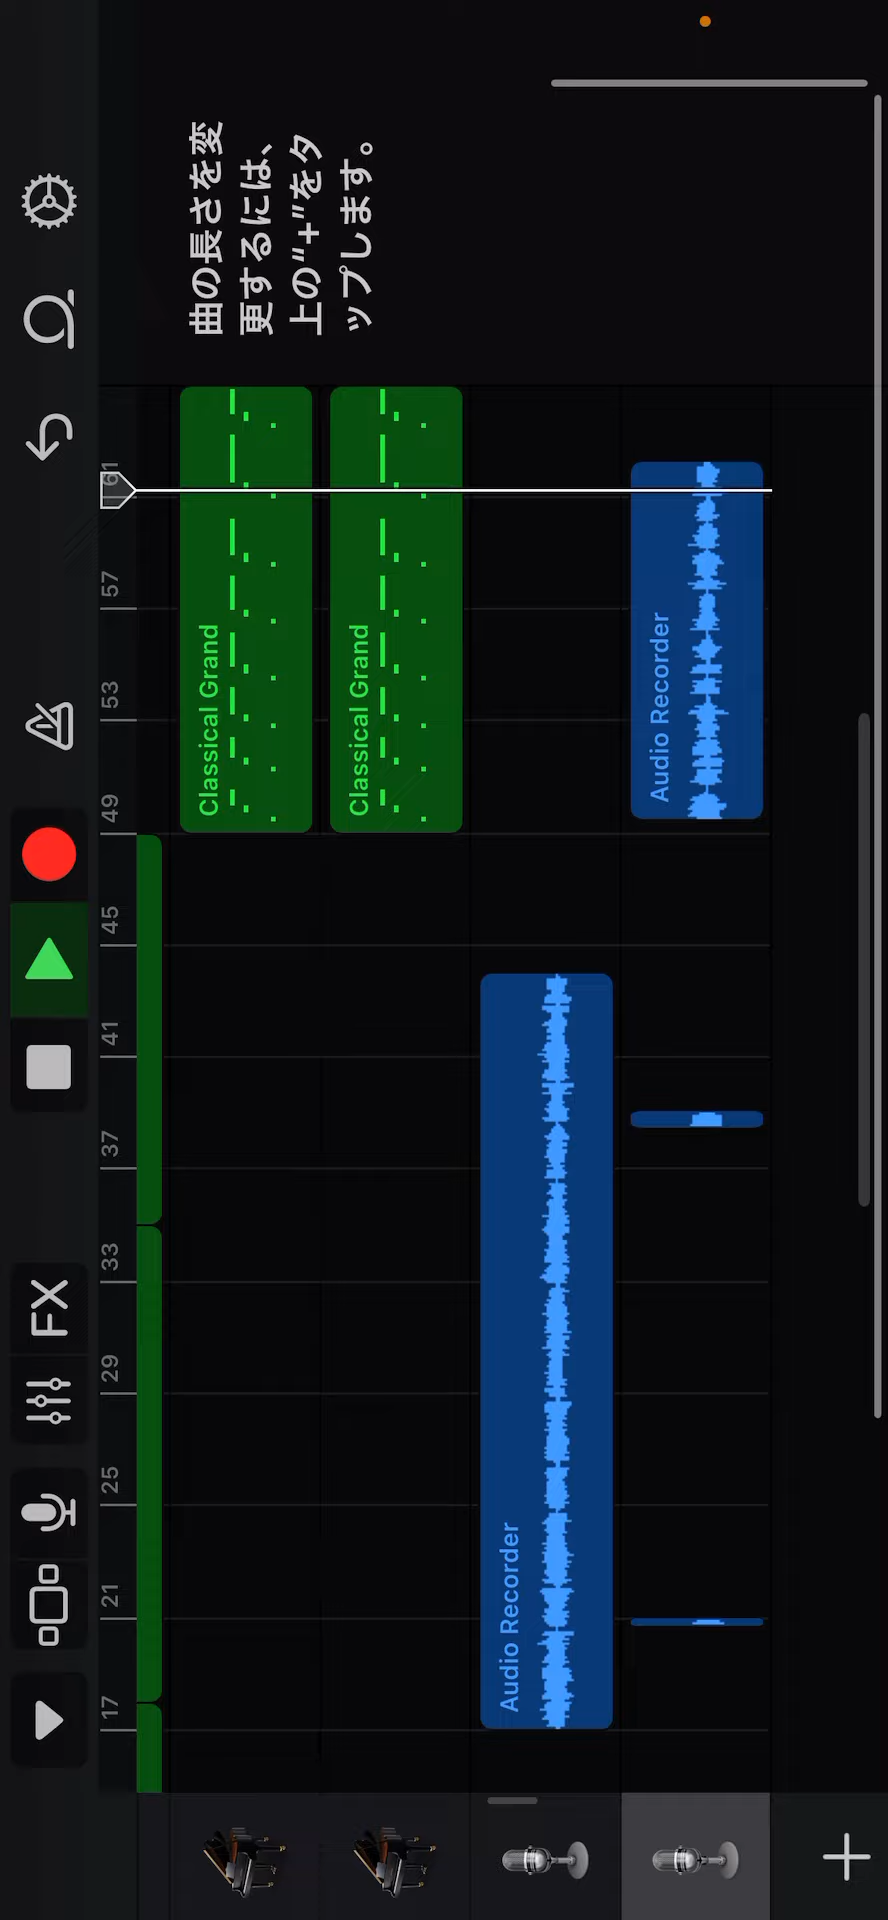 FX
17 21 25 29 33 37 41 45 49 53 57 61
曲の長さを変
更するには、
上の"+"をタ
ップします。
Classical Grand
Classical Grand
Audio Recorder
Audio Recorder